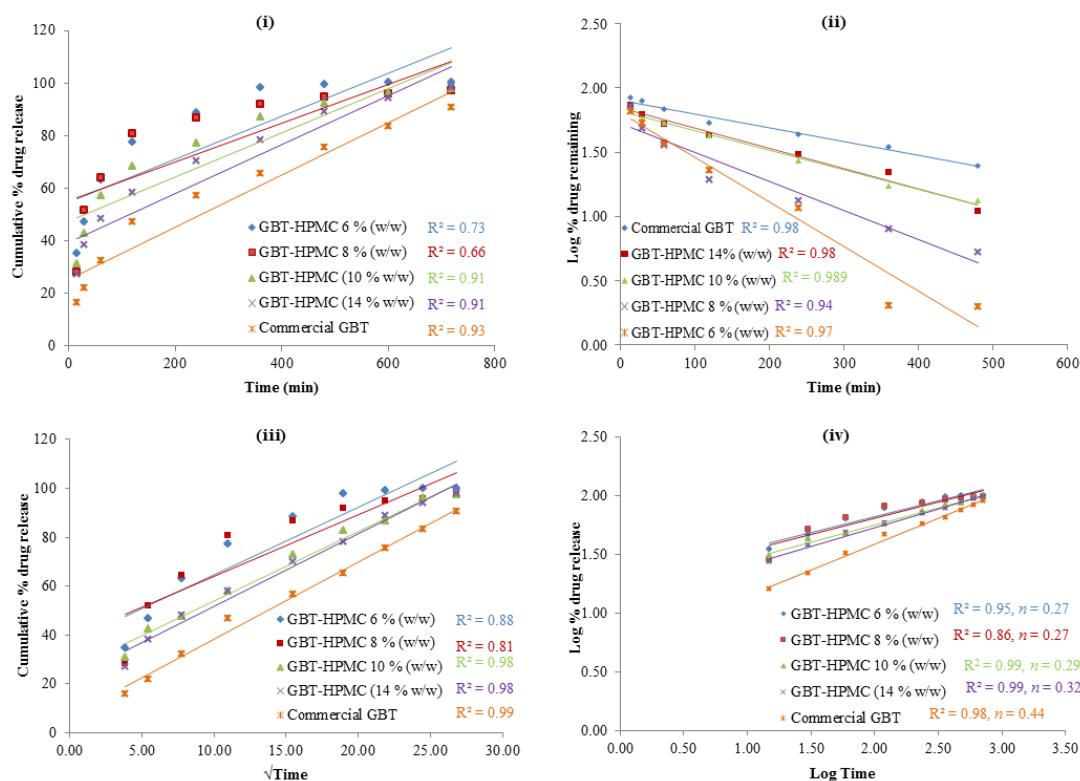 (i)
Cumulative % drug release
120
100
80
60
40
20
0
GBT-HPMC 6 % (w/w) R² = 0.73
GBT-HPMC 8 % (w/w) R² = 0.66
GBT-HPMC (10 % w/w) R² = 0.91
GBT-HPMC (14 % w/w) R² = 0.91
Commercial GBT R² = 0.93
0 200 400 600 800
Time (min)
(ii)
Log % drug remaining
2.50
2.00
1.50
1.00
0.50
0.00
Commercial GBT R² = 0.98
GBT-HPMC 14% (w/w) R² = 0.98
GBT-HPMC 10 % (w/w) R² = 0.989
GBT-HPMC 8 % (w/w) R² = 0.94
GBT-HPMC 6 % (w/w) R² = 0.97
0 100 200 300 400 500 600
Time (min)
(iii)
Cumulative % drug release
120
100
80
60
40
20
0
GBT-HPMC 6 % (w/w) R² = 0.88
GBT-HPMC 8 % (w/w) R² = 0.81
GBT-HPMC 10 % (w/w) R² = 0.98
GBT-HPMC (14 % w/w) R² = 0.98
Commercial GBT R² = 0.99
0.00 5.00 10.00 15.00 20.00 25.00 30.00
√Time
(iv)
Log % drug release
2.50
2.00
1.50
1.00
0.50
0.00
GBT-HPMC 6 % (w/w) R² = 0.95, n = 0.27
GBT-HPMC 8 % (w/w) R² = 0.86, n = 0.27
GBT-HPMC 10 % (w/w) R² = 0.99, n = 0.29
GBT-HPMC (14 % w/w) R² = 0.99, n = 0.32
Commercial GBT R² = 0.98, n = 0.44
0.00 0.50 1.00 1.50 2.00 2.50 3.00 3.50
Log Time